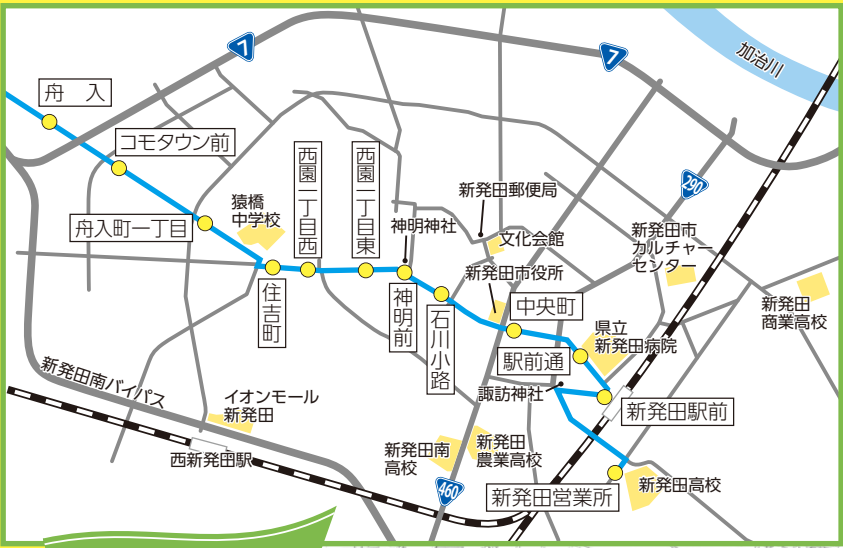 7
7
加治川
舟　入
コモタウン前
舟入町一丁目
猿橋
中学校
西園一丁目西
西園一丁目東
新発田郵便局
290
神明神社
文化会館
新発田市
カルチャー
センター
新発田市役所
住吉町
神明前
石川小路
中央町
新発田
商業高校
県立
新発田病院
駅前通
諏訪神社
新発田駅前
新発田南バイパス
イオンモール
新発田
西新発田駅
新発田南
高校
新発田
農業高校
460
新発田営業所
新発田高校